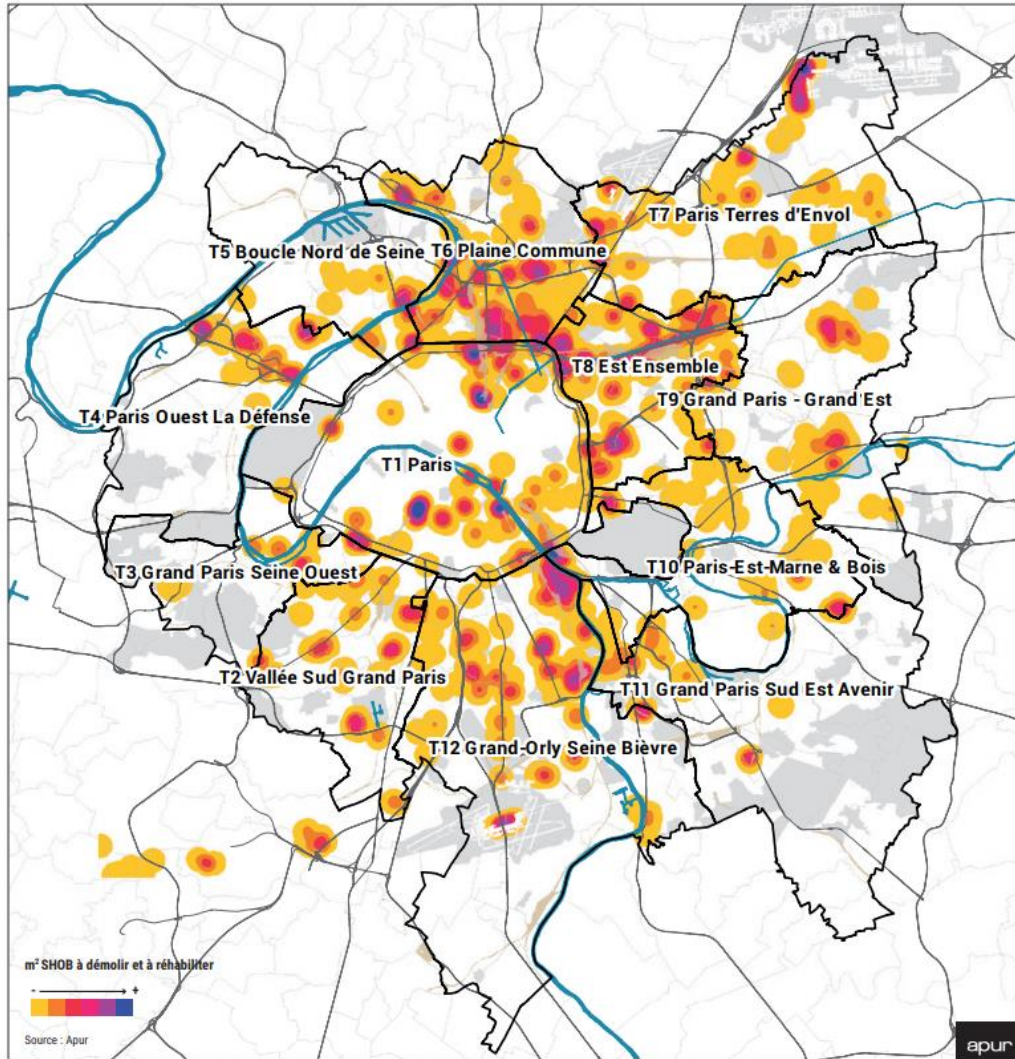 T7 Paris Terres d'Envol
T5 Boucle Nord de Seine
T6 Plaine Commune
T8 Est Ensemble
T9 Grand Paris - Grand Est
T4 Paris Ouest La Défense
T1 Paris
T3 Grand Paris Seine Ouest
T10 Paris-Est-Marne & Bois
T2 Vallée Sud Grand Paris
T11 Grand Paris Sud Est Avenir
T12 Grand-Orly Seine Bièvre
m² SHOB à démolir et à réhabiliter
- +
Source : Apur
apur